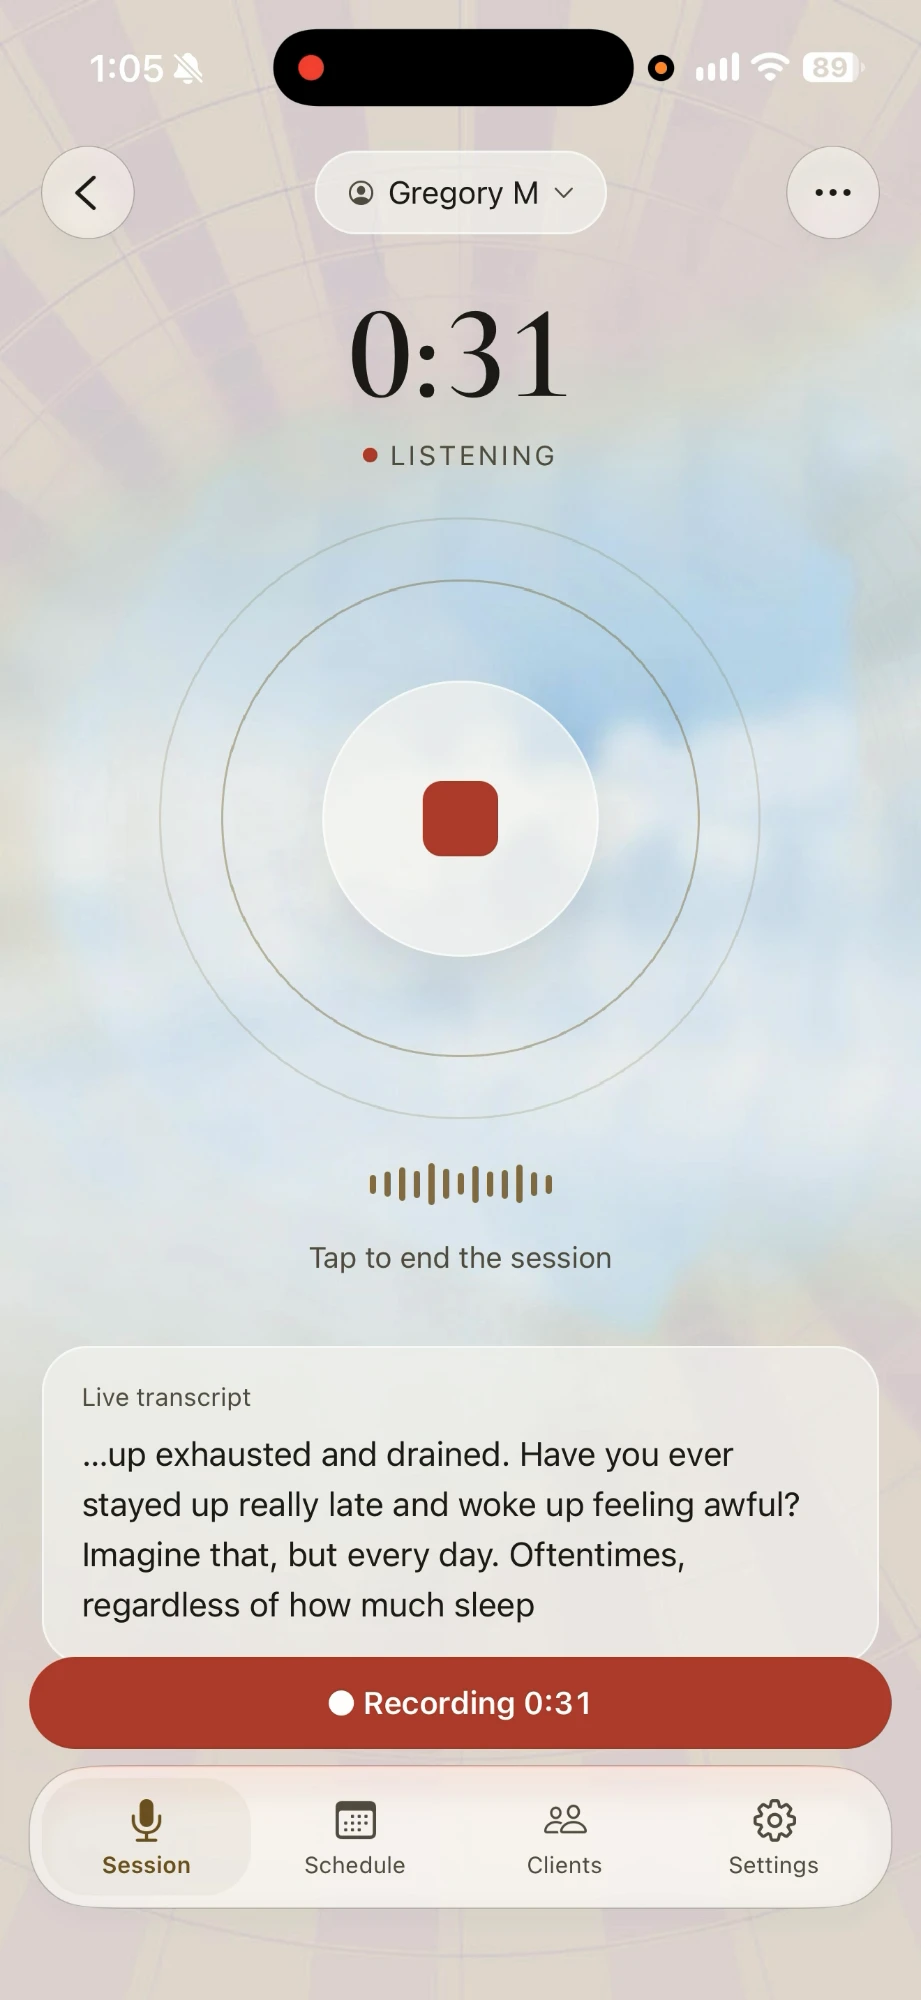 1:05
89
Gregory M
0:31
LISTENING
Tap to end the session
Live transcript
...up exhausted and drained. Have you ever
stayed up really late and woke up feeling awful?
Imagine that, but every day. Oftentimes,
regardless of how much sleep
Recording 0:31
Session
Schedule
Clients
Settings